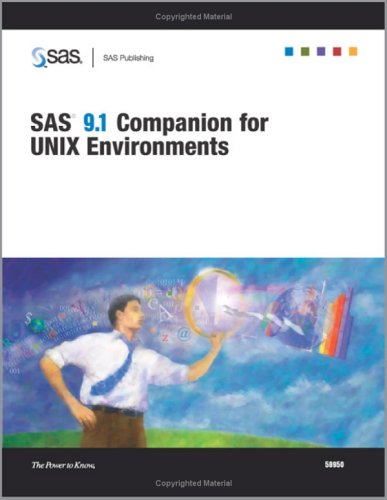 Copyrighted Material
sas. SAS Publishing
SAS® 9.1 Companion for
UNIX Environments
The Power to Know.
58950
Copyrighted Material